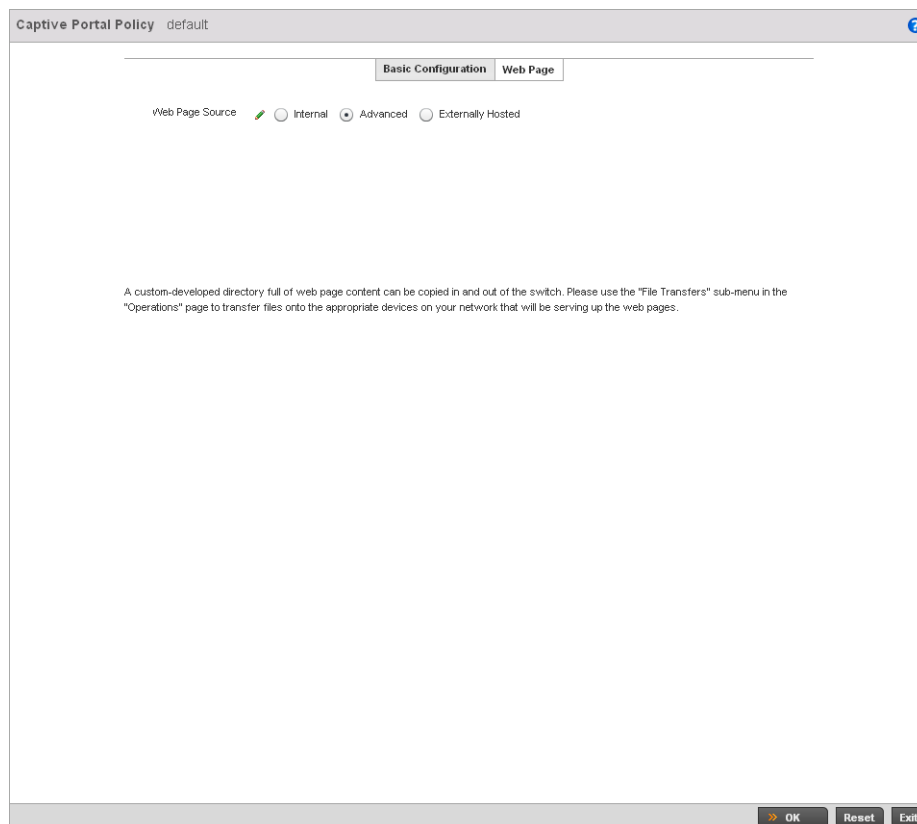 Captive Portal Policy default
?
Basic Configuration Web Page
Web Page Source Internal Advanced Externally Hosted
A custom-developed directory full of web page content can be copied in and out of the switch. Please use the "File Transfers" sub-menu in the
"Operations" page to transfer files onto the appropriate devices on your network that will be serving up the web pages.
>> OK Reset Exit